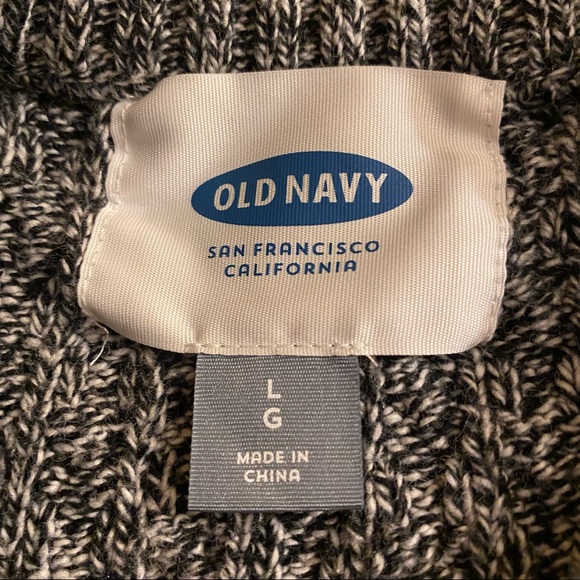 OLD NAVY
SAN FRANCISCO
CALIFORNIA
L
G
MADE IN
CHINA